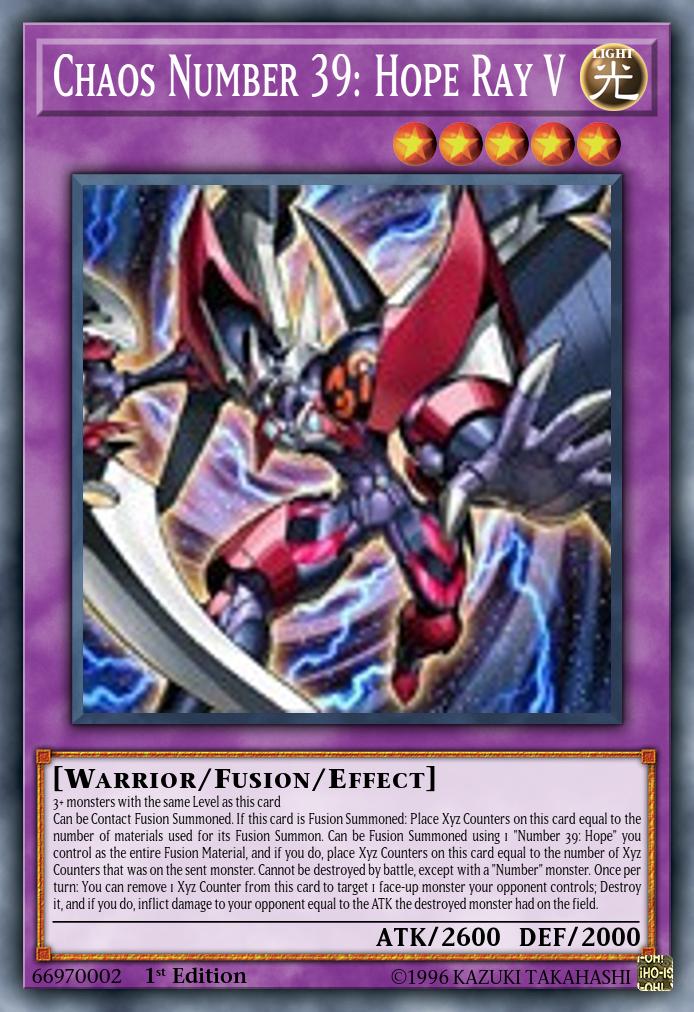 Chaos Number 39: Hope Ray V
LIGHT
光
39
[Warrior/Fusion/Effect]
3+ monsters with the same Level as this card
Can be Contact Fusion Summoned. If this card is Fusion Summoned: Place Xyz Counters on this card equal to the
number of materials used for its Fusion Summon. Can be Fusion Summoned using 1 "Number 39: Hope" you
control as the entire Fusion Material, and if you do, place Xyz Counters on this card equal to the number of Xyz
Counters that was on the sent monster. Cannot be destroyed by battle, except with a "Number" monster. Once per
turn: You can remove 1 Xyz Counter from this card to target 1 face-up monster your opponent controls; Destroy
it, and if you do, inflict damage to your opponent equal to the ATK the destroyed monster had on the field.
ATK/2600 DEF/2000
66970002 1st Edition ©1996 KAZUKI TAKAHASHI